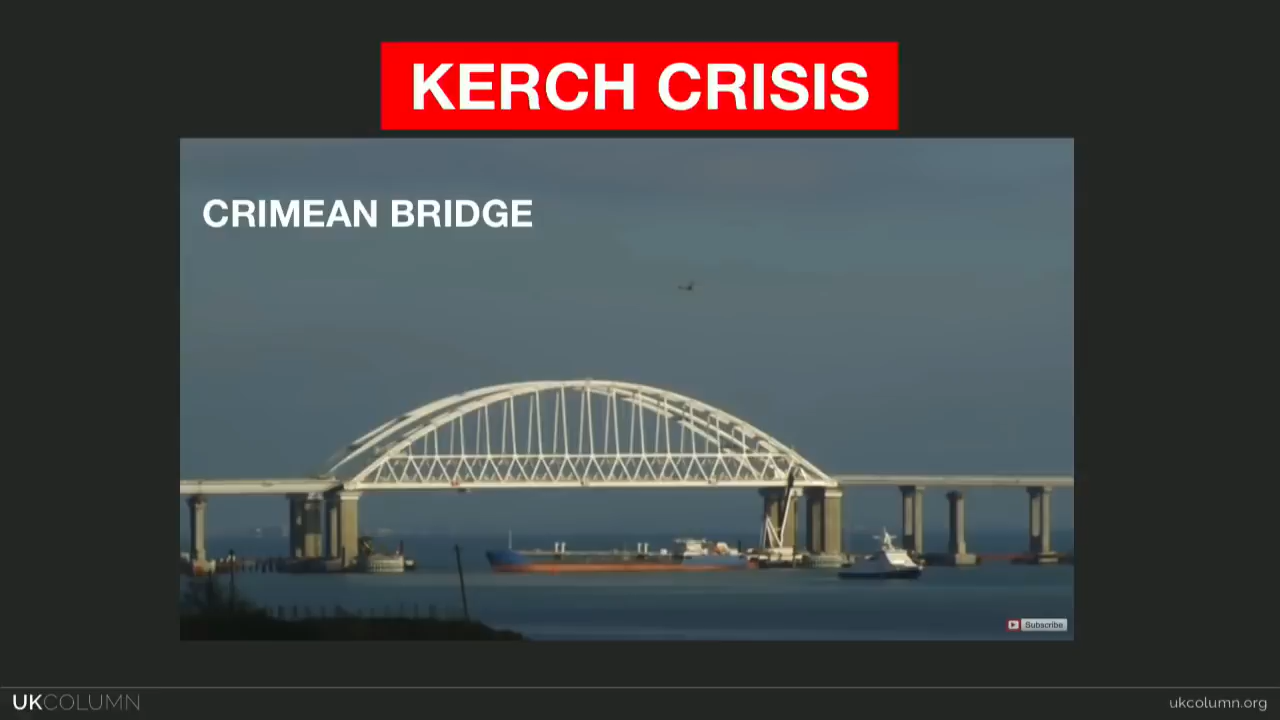 KERCH CRISIS
CRIMEAN BRIDGE
Subscribe
UKCOLUMN
ukcolumn.org